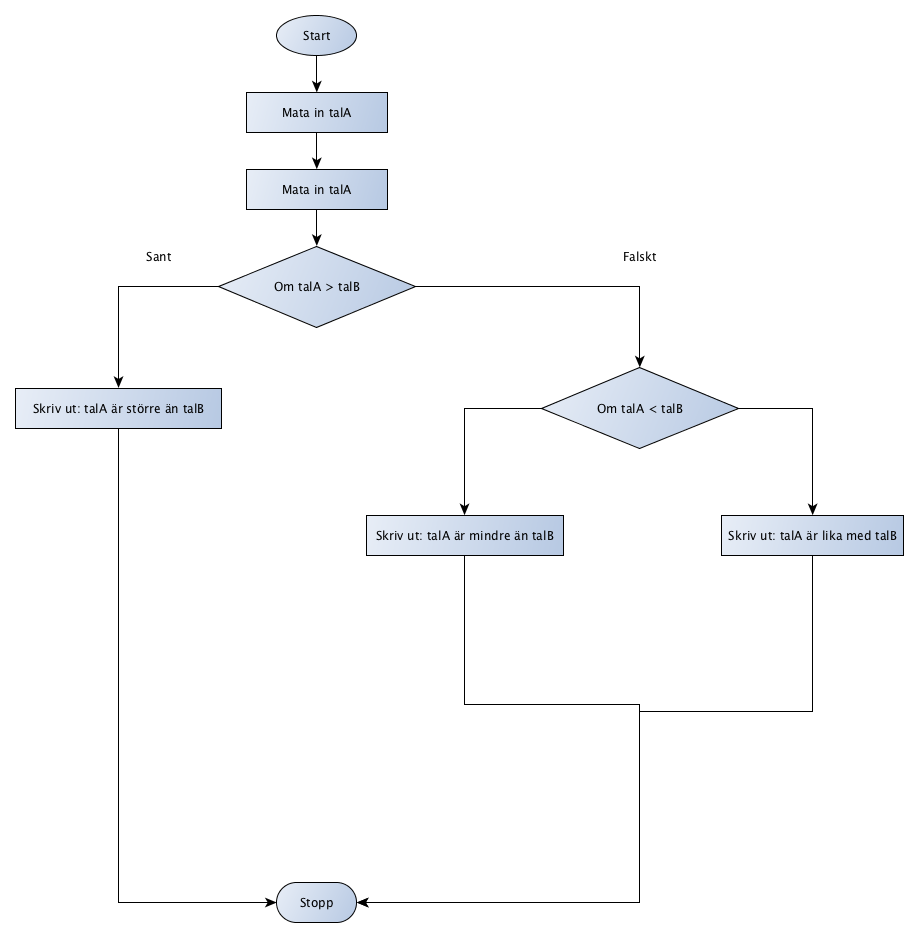 Start
Mata in talA
Mata in talA
Sant
Falskt
Om talA > talB
Skriv ut: talA är större än talB
Om talA < talB
Skriv ut: talA är mindre än talB
Skriv ut: talA är lika med talB
Stopp